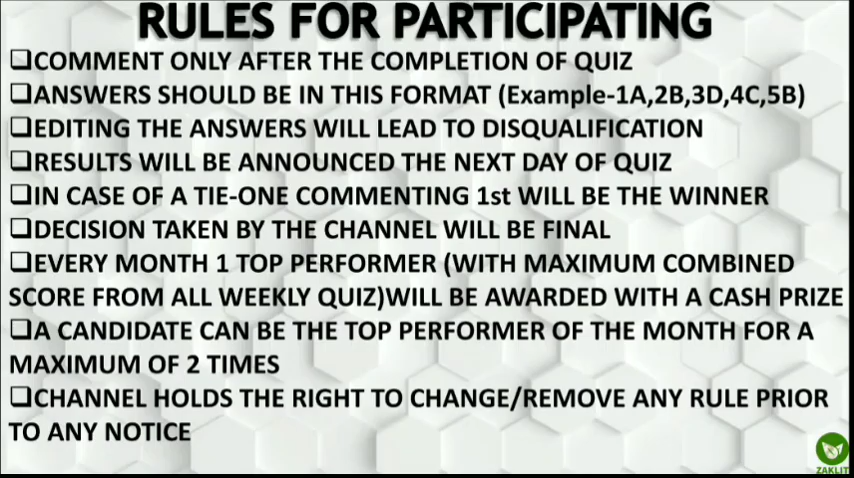 RULES FOR PARTICIPATING
❑COMMENT ONLY AFTER THE COMPLETION OF QUIZ
❑ANSWERS SHOULD BE IN THIS FORMAT (Example-1A,2B,3D,4C,5B)
❑EDITING THE ANSWERS WILL LEAD TO DISQUALIFICATION
❑RESULTS WILL BE ANNOUNCED THE NEXT DAY OF QUIZ
❑IN CASE OF A TIE-ONE COMMENTING 1st WILL BE THE WINNER
❑DECISION TAKEN BY THE CHANNEL WILL BE FINAL
❑EVERY MONTH 1 TOP PERFORMER (WITH MAXIMUM COMBINED
SCORE FROM ALL WEEKLY QUIZ)WILL BE AWARDED WITH A CASH PRIZE
❑A CANDIDATE CAN BE THE TOP PERFORMER OF THE MONTH FOR A
MAXIMUM OF 2 TIMES
❑CHANNEL HOLDS THE RIGHT TO CHANGE/REMOVE ANY RULE PRIOR
TO ANY NOTICE
ZAKLIT